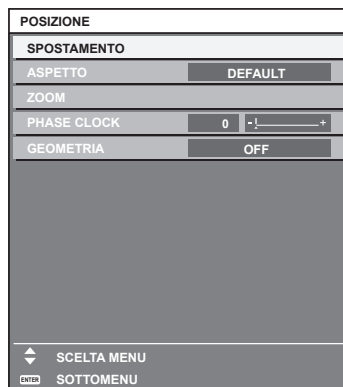 POSIZIONE
SPOSTAMENTO
ASPETTO DEFAULT
ZOOM
PHASE CLOCK 0 - +
GEOMETRIA OFF
SCELTA MENU
ENTER SOTTOMENU